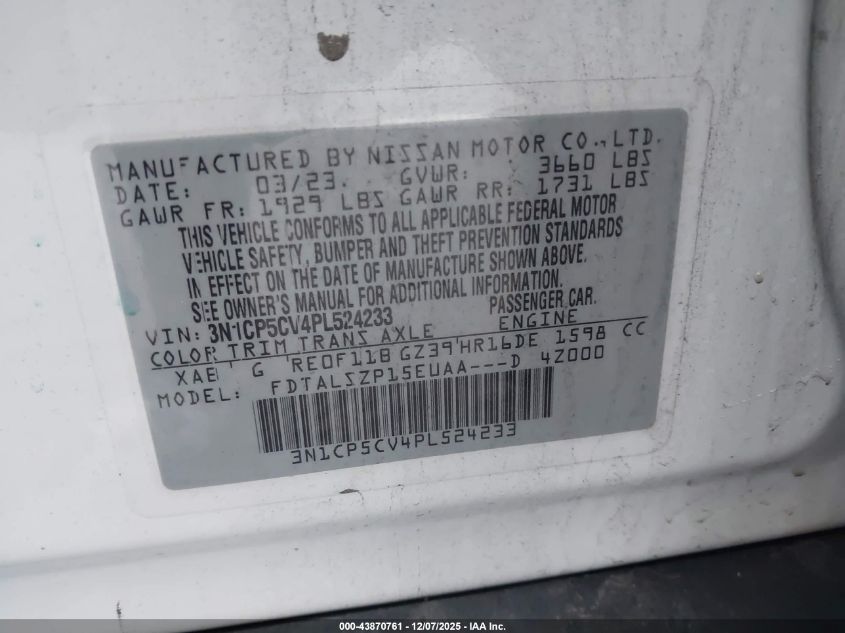 MANUFACTURED BY NISSAN MOTOR CO., LTD.
DATE: 03/23. GVWR: 3660 LBS
GAWR FR: 1929 LBS GAWR RR: 1731 LBS
THIS VEHICLE CONFORMS TO ALL APPLICABLE FEDERAL MOTOR
VEHICLE SAFETY, BUMPER AND THEFT PREVENTION STANDARDS
IN EFFECT ON THE DATE OF MANUFACTURE SHOWN ABOVE.
SEE OWNER'S MANUAL FOR ADDITIONAL INFORMATION.
VIN: 3N1CP5CV4PL524233 PASSENGER CAR.
COLOR TRIM TRANS AXLE ENGINE
XAB G RE0F11B GZ39 HR16DE 1598 CC
MODEL: FDTALSZP15EUAA---D 4Z000
3N1CP5CV4PL524233
000-43870761 - 12/07/2025 - IAA Inc.